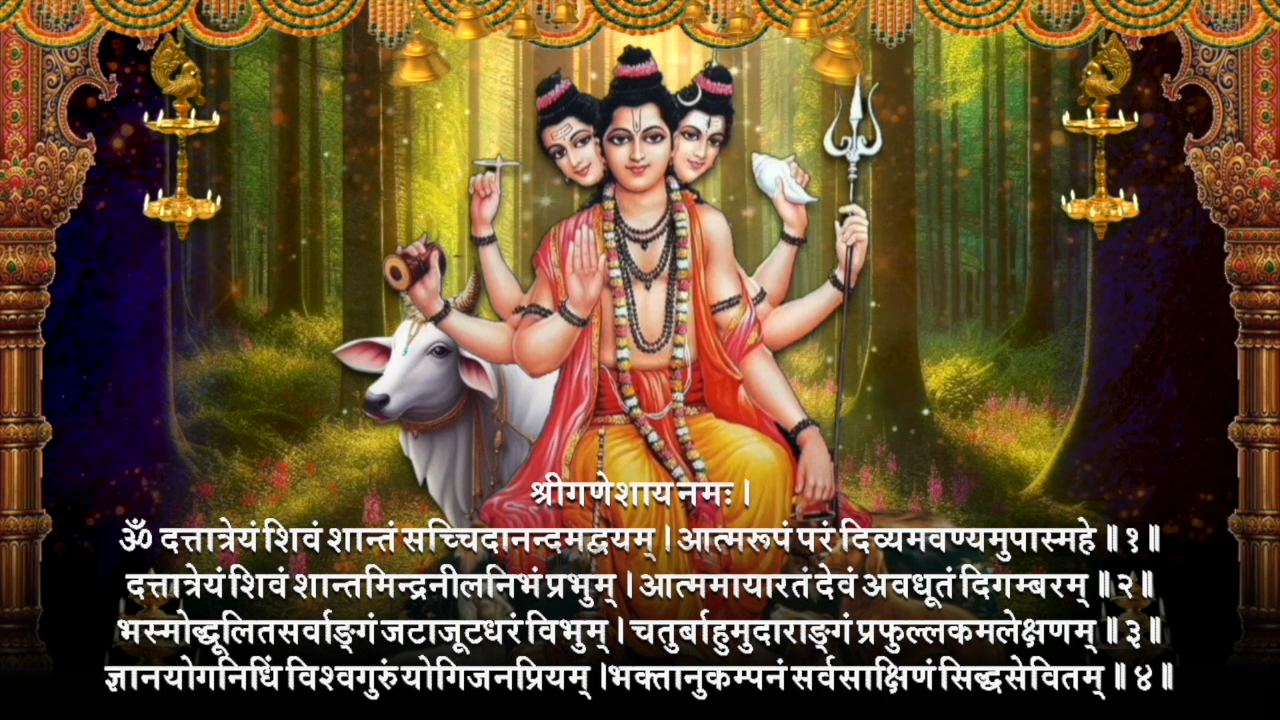 श्रीगणेशाय नमः ।
ॐ दत्तात्रेयं शिवं शान्तं सच्चिदानन्दमद्वयम् । आत्मरूपं परं दिव्यमवण्यमुपास्महे ॥ १ ॥
दत्तात्रेयं शिवं शान्तमिन्द्रनीलनिभं प्रभुम् । आत्ममायारतं देवं अवधूतं दिगम्बरम् ॥ २ ॥
भस्मोद्धूलितसर्वाङ्गं जटाजूटधरं विभुम् । चतुर्बाहुमुदाराङ्गं प्रफुल्लकमलेक्षणम् ॥ ३ ॥
ज्ञानयोगनिधिं विश्वगुरुं योगिजनप्रियम् ।भक्तानुकम्पनं सर्वसाक्षिणं सिद्धसेवितम् ॥ ४ ॥